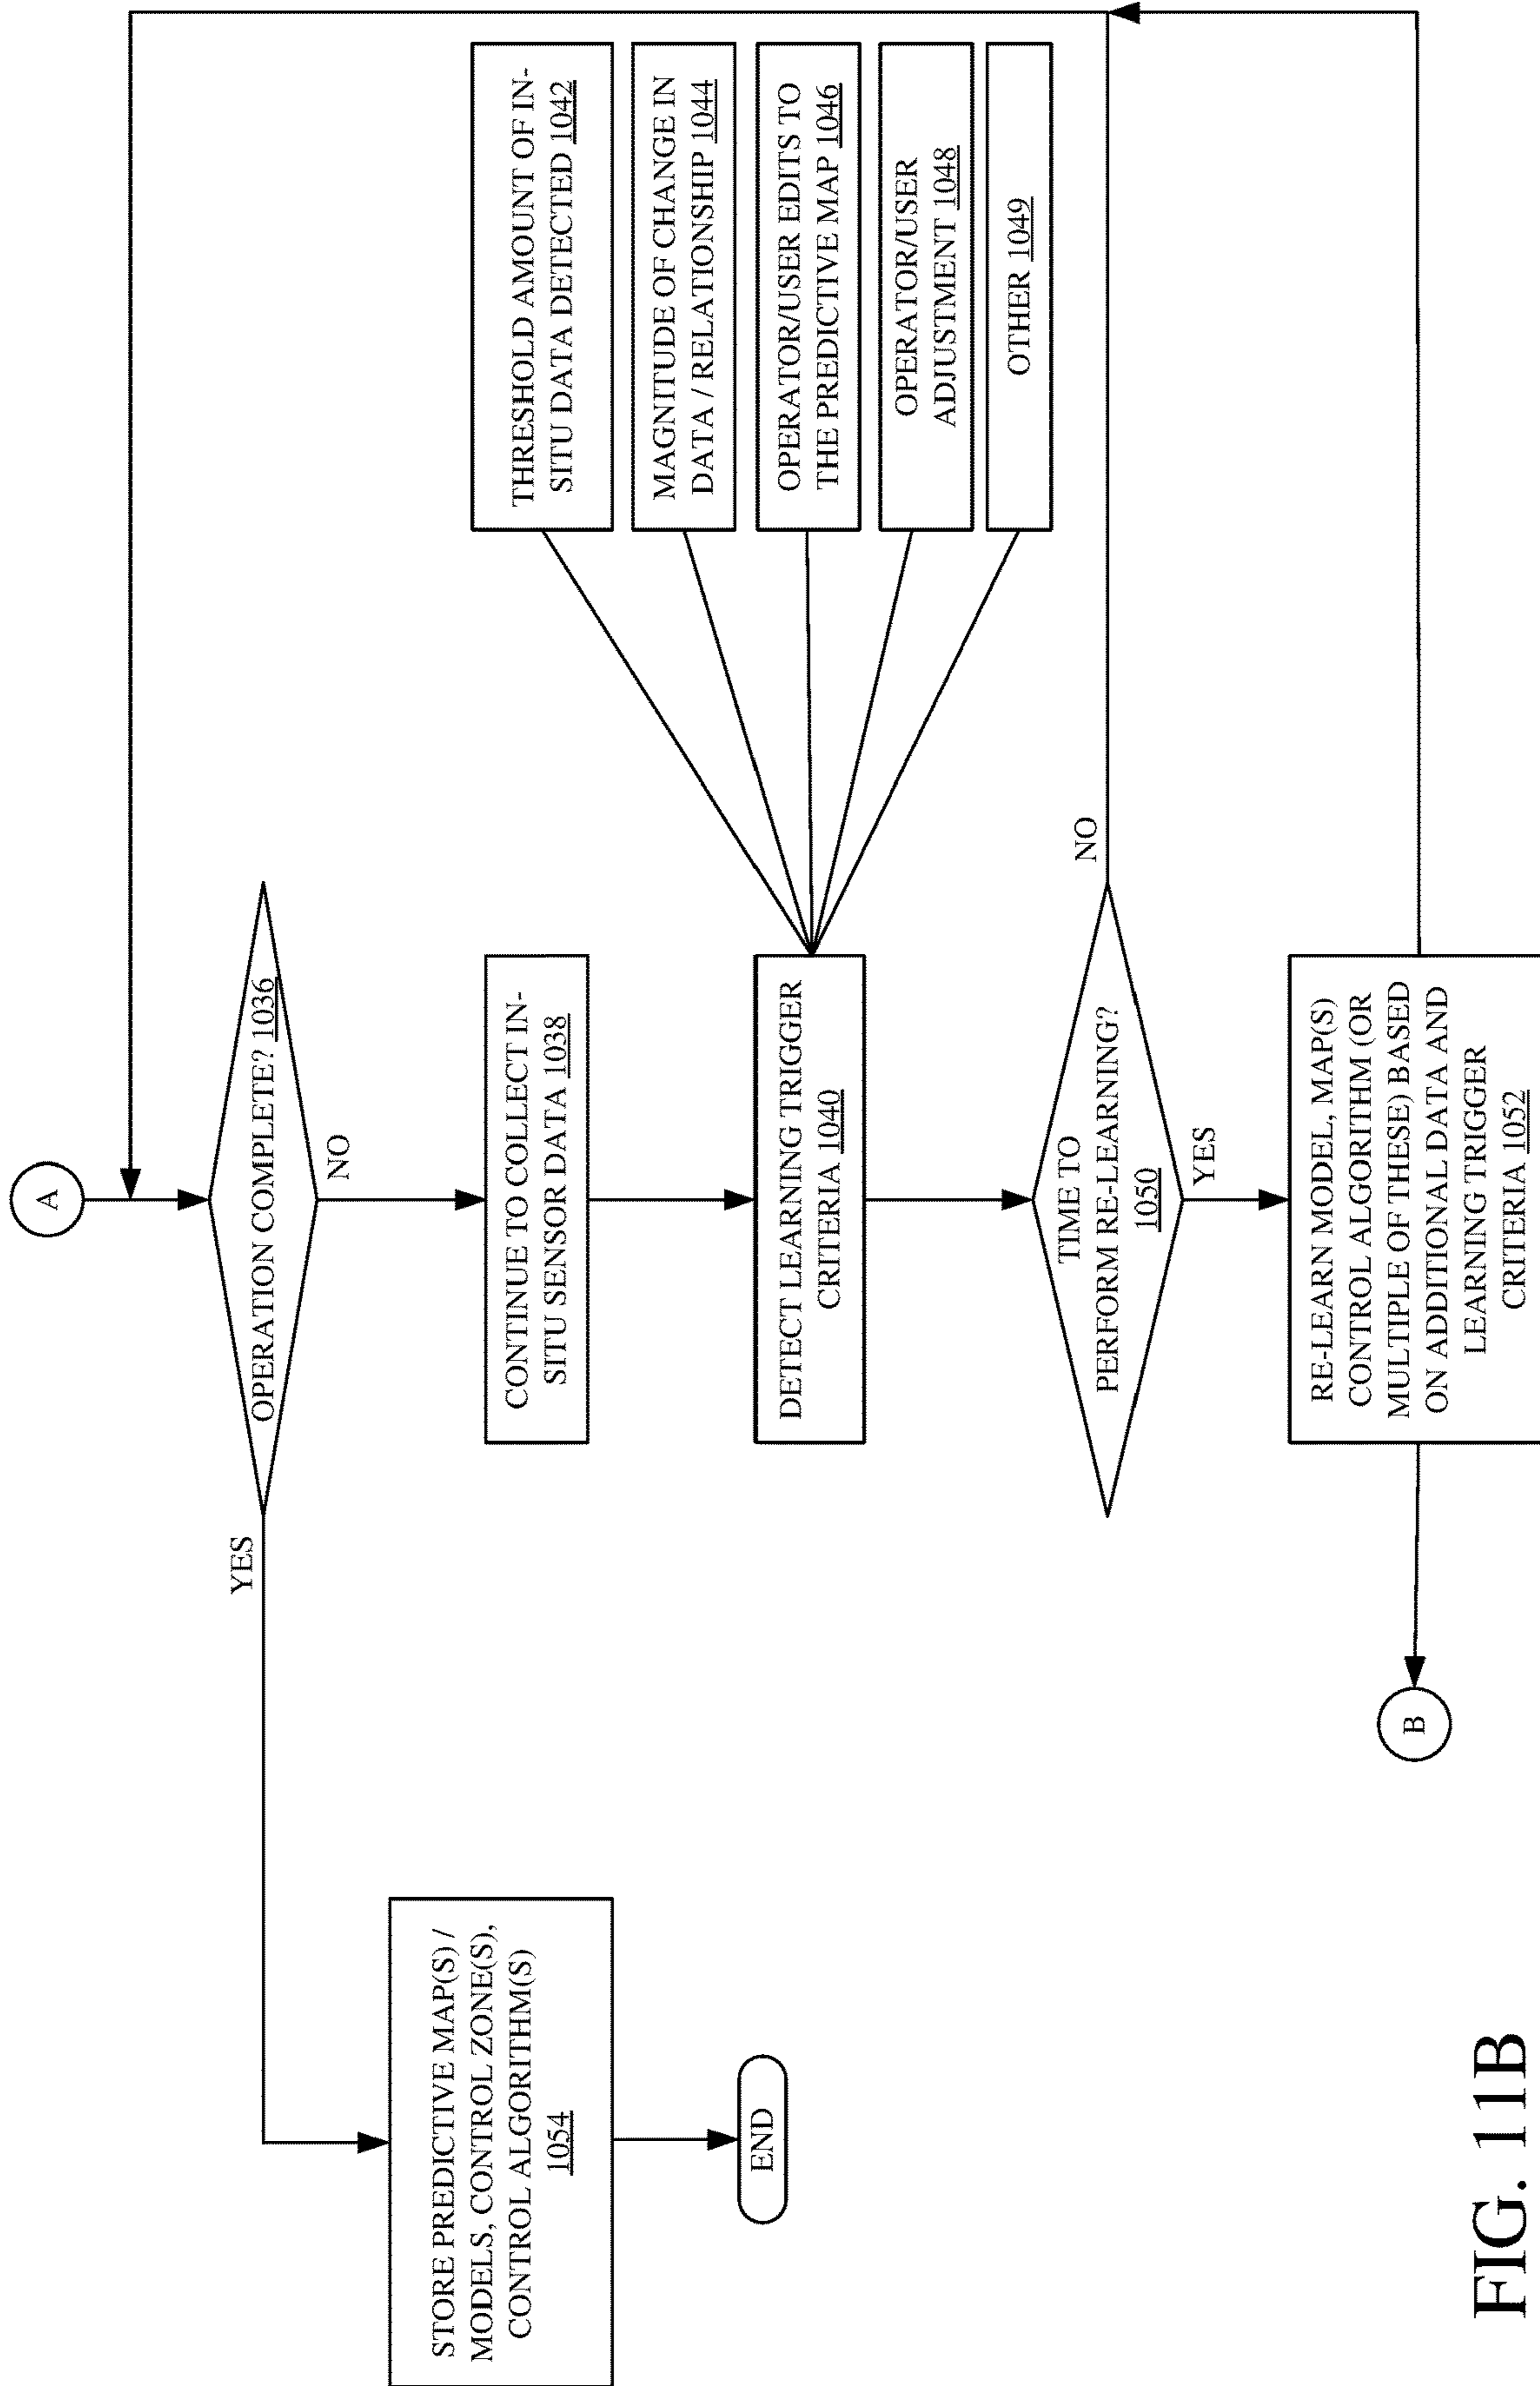 A
OPERATION COMPLETE? 1036
YES
NO
STORE PREDICTIVE MAP(S) /
MODELS, CONTROL ZONE(S),
CONTROL ALGORITHM(S)
1054
END
CONTINUE TO COLLECT IN-
SITU SENSOR DATA 1038
DETECT LEARNING TRIGGER
CRITERIA 1040
THRESHOLD AMOUNT OF IN-
SITU DATA DETECTED 1042
MAGNITUDE OF CHANGE IN
DATA / RELATIONSHIP 1044
OPERATOR/USER EDITS TO
THE PREDICTIVE MAP 1046
OPERATOR/USER
ADJUSTMENT 1048
OTHER 1049
TIME TO
PERFORM RE-LEARNING?
1050
NO
YES
RE-LEARN MODEL, MAP(S)
CONTROL ALGORITHM (OR
MULTIPLE OF THESE) BASED
ON ADDITIONAL DATA AND
LEARNING TRIGGER
CRITERIA 1052
B
FIG. 11B